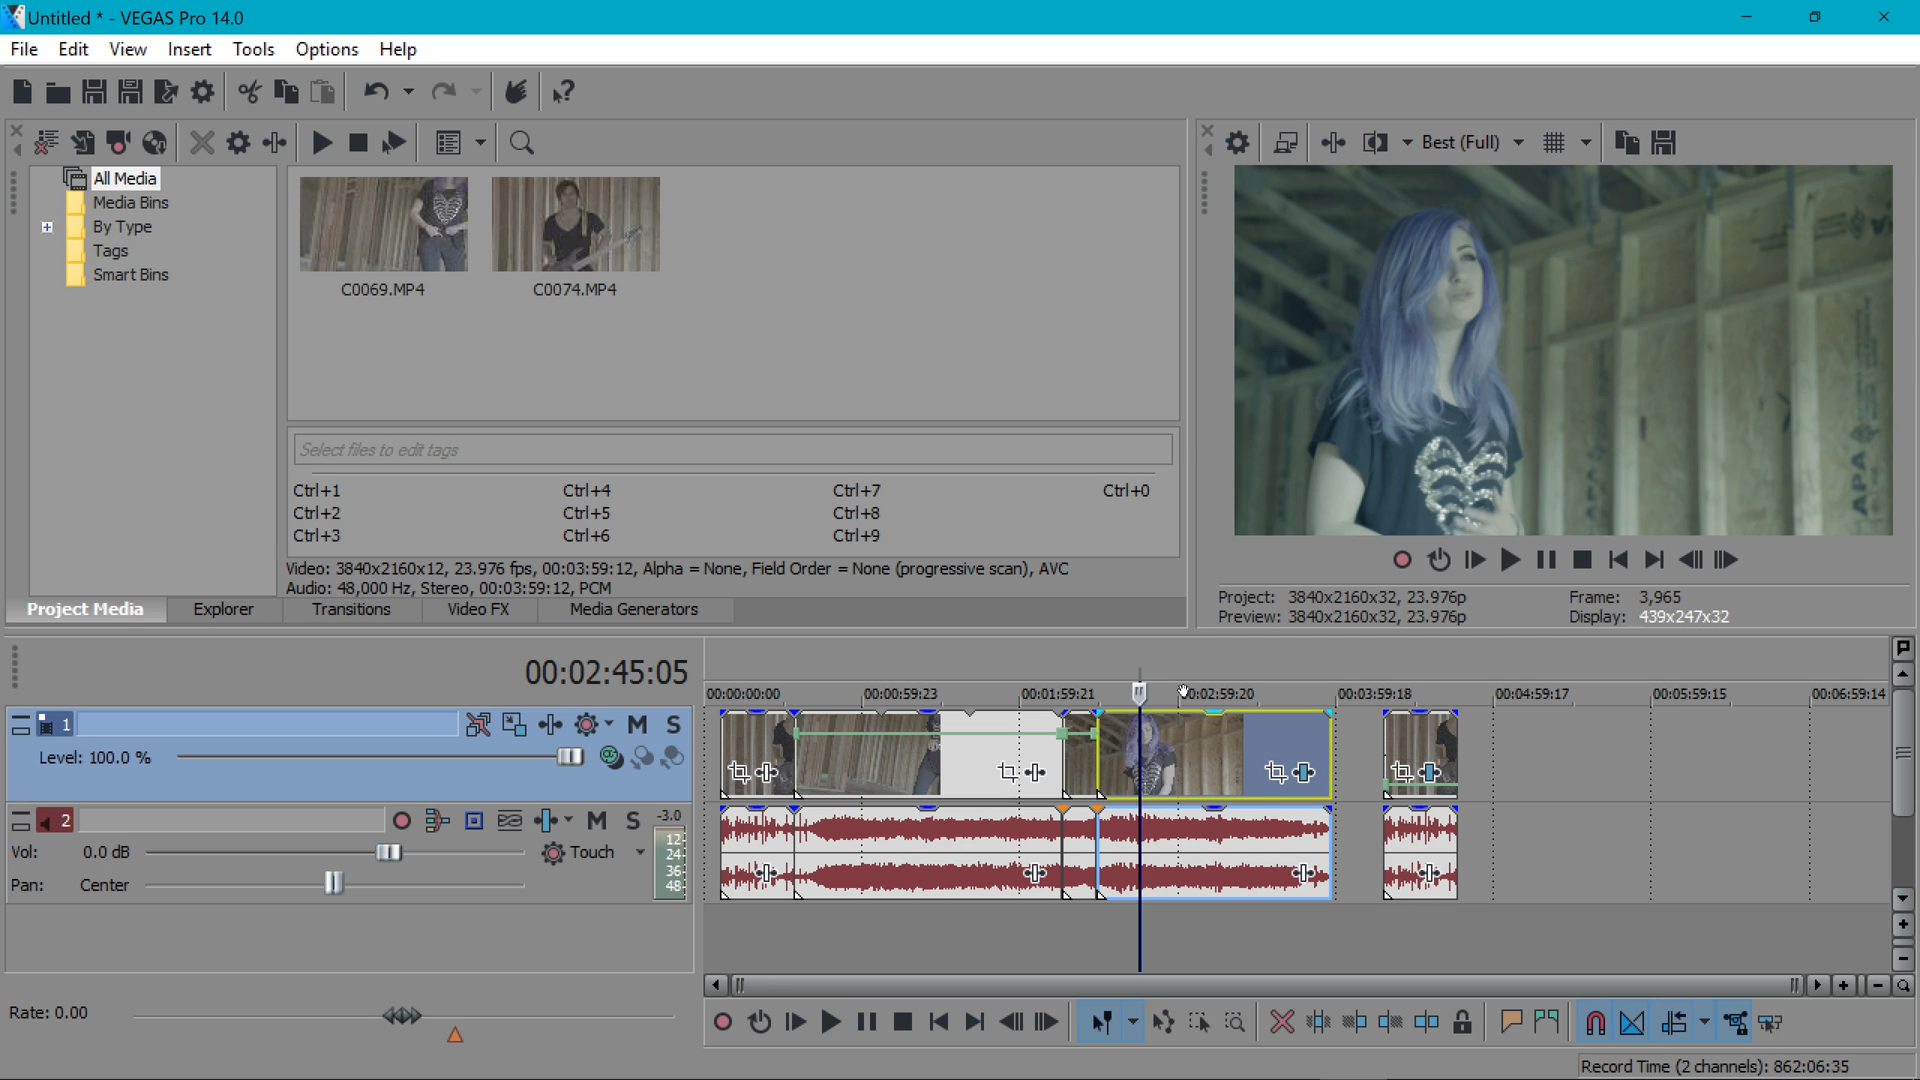 Untitled * - VEGAS Pro 14.0
File Edit View Insert Tools Options Help
Best (Full)
All Media
Media Bins
By Type
Tags
Smart Bins
C0069.MP4 C0074.MP4
Select files to edit tags
Ctrl+1 Ctrl+4 Ctrl+7 Ctrl+0
Ctrl+2 Ctrl+5 Ctrl+8
Ctrl+3 Ctrl+6 Ctrl+9
Video: 3840x2160x12, 23.976 fps, 00:03:59:12, Alpha = None, Field Order = None (progressive scan), AVC
Audio: 48,000 Hz, Stereo, 00:03:59:12, PCM
Project Media Explorer Transitions Video FX Media Generators
APA
Project: 3840x2160x32, 23.976p Frame: 3,965
Preview: 3840x2160x32, 23.976p Display: 439x247x32
00:02:45:05
00:00:00:00 00:00:59:23 00:01:59:21 00:02:59:20 00:03:59:18 00:04:59:17 00:05:59:15 00:06:59:14
1 M S
Level: 100.0 %
2 M S -3.0
12
24
36
48
Vol: 0.0 dB Touch
Pan: Center
Rate: 0.00
Record Time (2 channels): 862:06:35